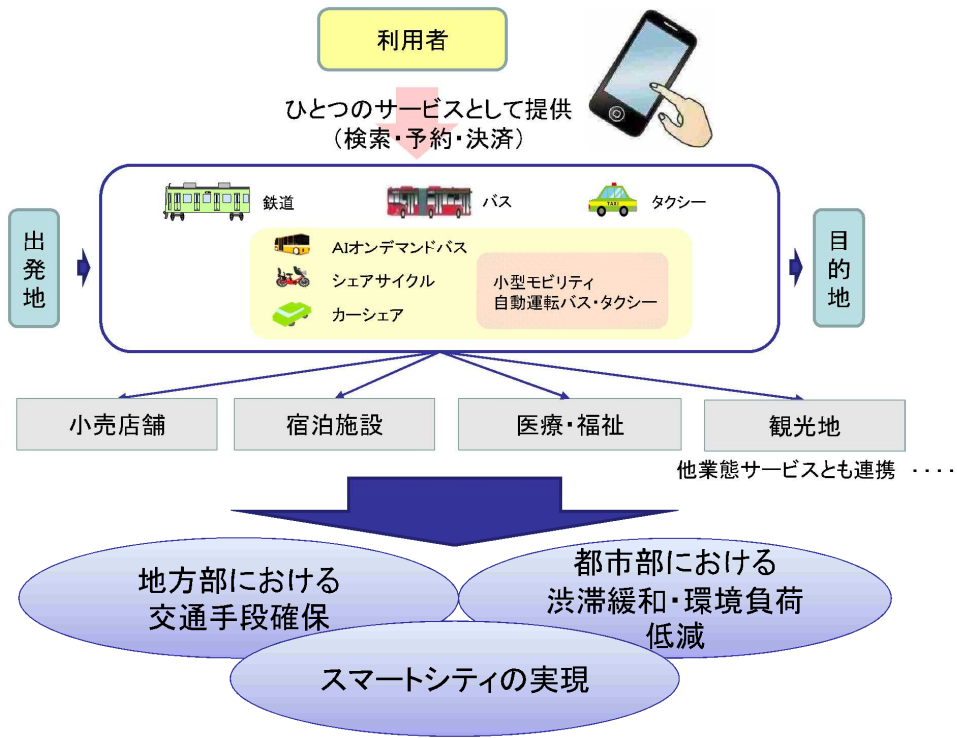 利用者
ひとつのサービスとして提供
(検索・予約・決済)
出発地
鉄道
バス
TAXI
タクシー
AIオンデマンドバス
シェアサイクル
カーシェア
小型モビリティ
自動運転バス・タクシー
目的地
小売店舗
宿泊施設
医療・福祉
観光地
他業態サービスとも連携 ････
地方部における
交通手段確保
都市部における
渋滞緩和・環境負荷
低減
スマートシティの実現